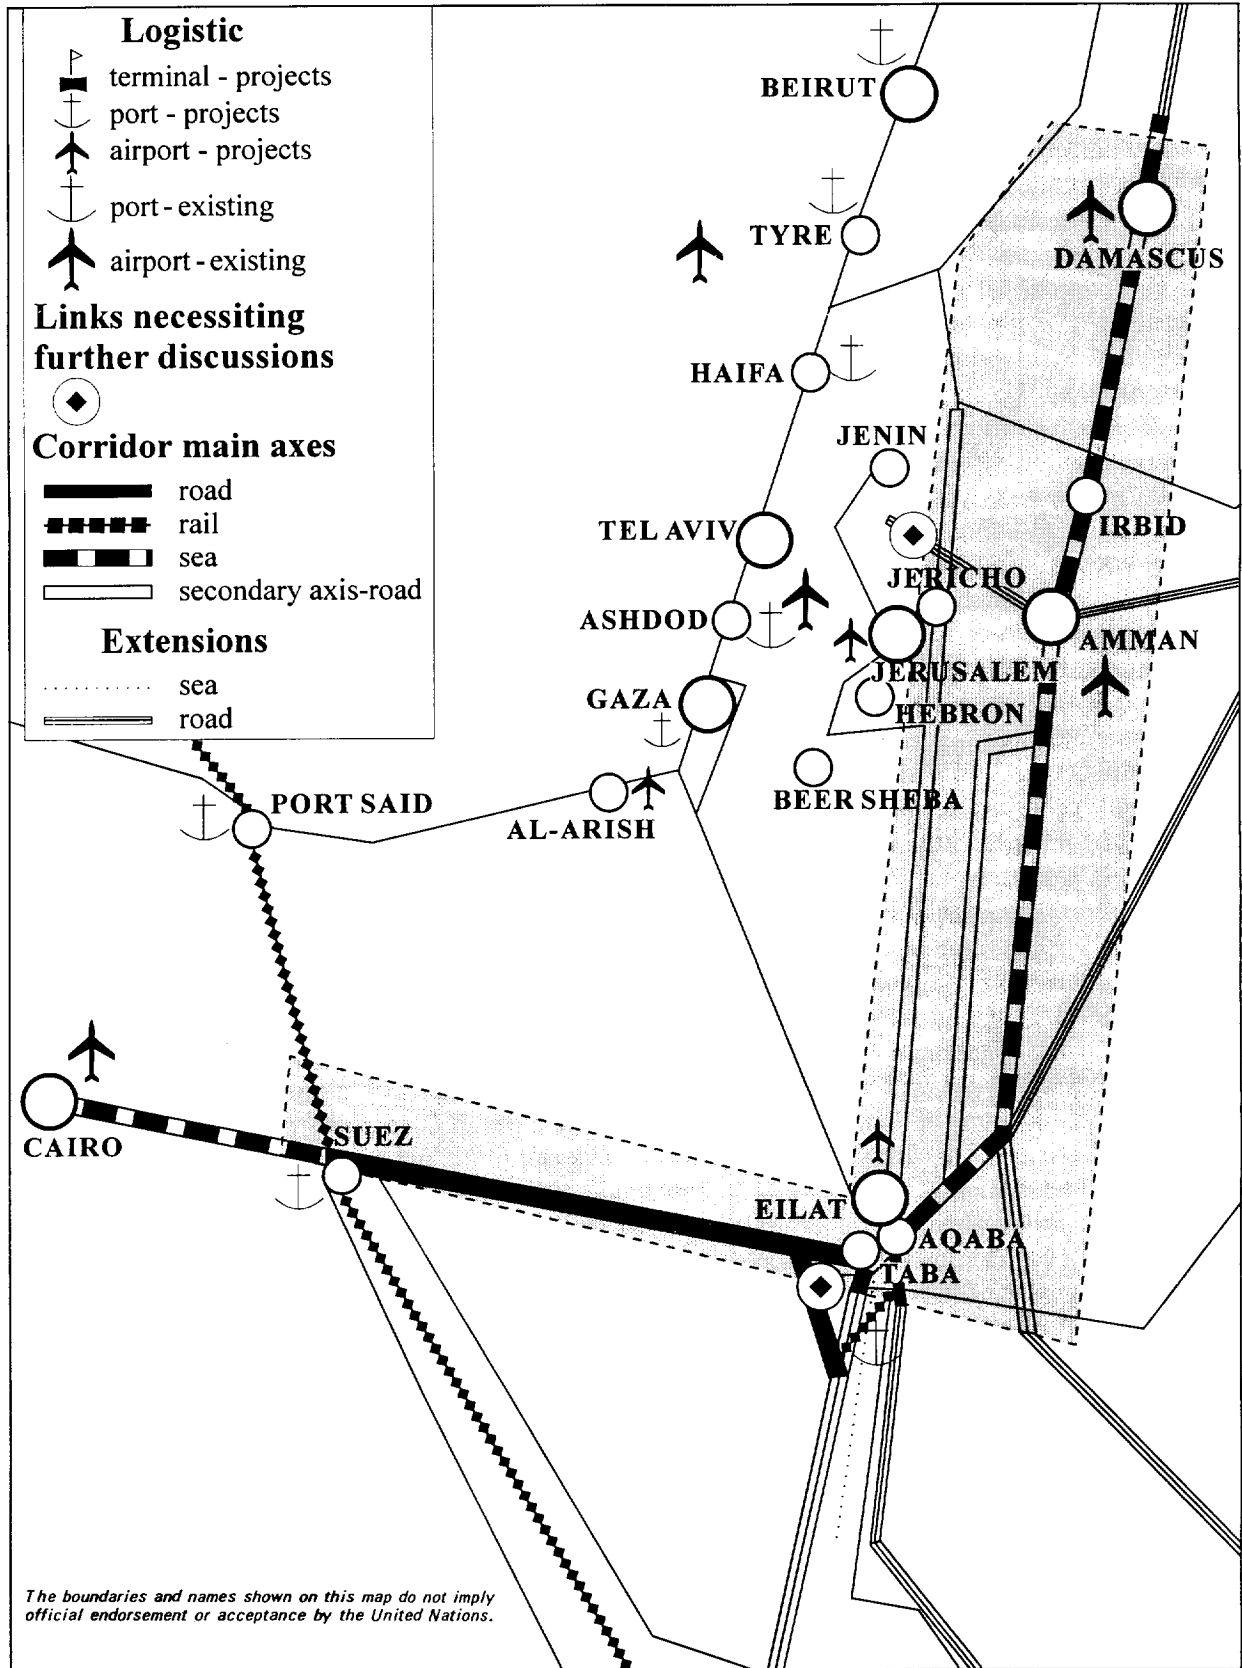 Logistic
terminal - projects
port - projects
airport - projects
port - existing
airport - existing
Links necessiting
further discussions
Corridor main axes
road
rail
sea
secondary axis-road
Extensions
sea
road
BEIRUT
TYRE
DAMASCUS
HAIFA
JENIN
TEL AVIV
IRBID
JERICHO
ASHDOD
AMMAN
JERUSALEM
GAZA
HEBRON
BEER SHEBA
PORT SAID
AL-ARISH
CAIRO
SUEZ
EILAT
AQABA
TABA
The boundaries and names shown on this map do not imply
official endorsement or acceptance by the United Nations.